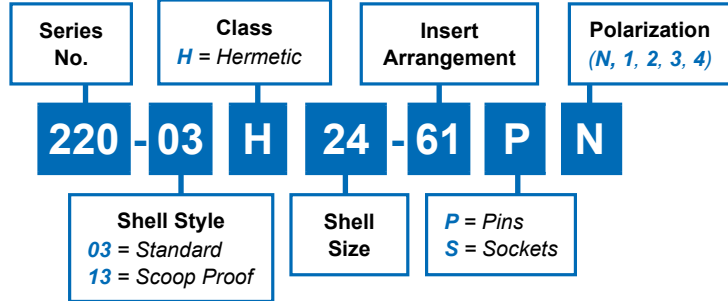 Series
No.
Class
H = Hermetic
Insert
Arrangement
Polarization
(N, 1, 2, 3, 4)
220-03 H 24-61 P N
Shell Style
03 = Standard
13 = Scoop Proof
Shell
Size
P = Pins
S = Sockets